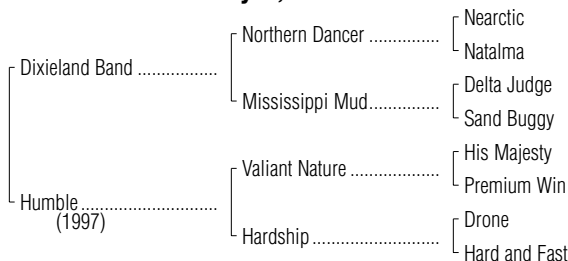 Nearctic
Northern Dancer ..............
Natalma
Dixieland Band ................
Delta Judge
Mississippi Mud..............
Sand Buggy
His Majesty
Valiant Nature ..................
Premium Win
Humble...........................
(1997)
Drone
Hardship.........................
Hard and Fast